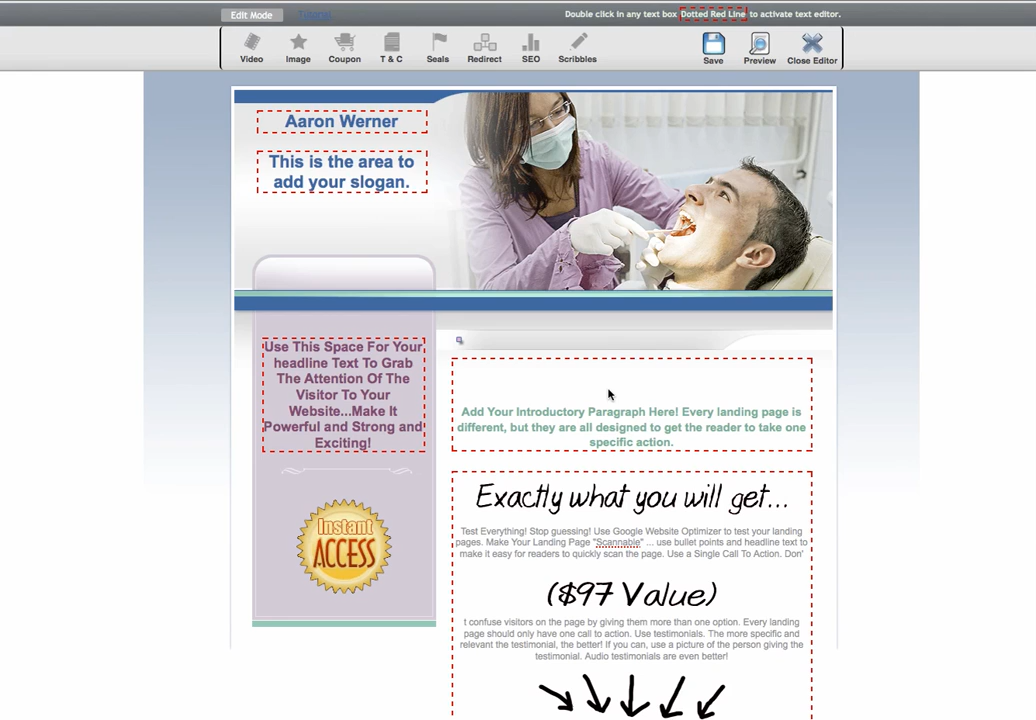 Edit Mode
Tutorial
Double click in any text box Dotted Red Line to activate text editor.
Video
Image
Coupon
T & C
Seals
Redirect
SEO
Scribbles
Save
Preview
Close Editor
Aaron Werner
This is the area to
add your slogan.
Use This Space For Your
headline Text To Grab
The Attention Of The
Visitor To Your
Website...Make It
Powerful and Strong and
Exciting!
Instant
ACCESS
Add Your Introductory Paragraph Here! Every landing page is
different, but they are all designed to get the reader to take one
specific action.
Exactly what you will get...
Test Everything! Stop guessing! Use Google Website Optimizer to test your landing
pages. Make Your Landing Page "Scannable" ... use bullet points and headline text to
make it easy for readers to quickly scan the page. Use a Single Call To Action. Don'
($97 Value)
t confuse visitors on the page by giving them more than one option. Every landing
page should only have one call to action. Use testimonials. The more specific and
relevant the testimonial, the better! If you can, use a picture of the person giving the
testimonial. Audio testimonials are even better!